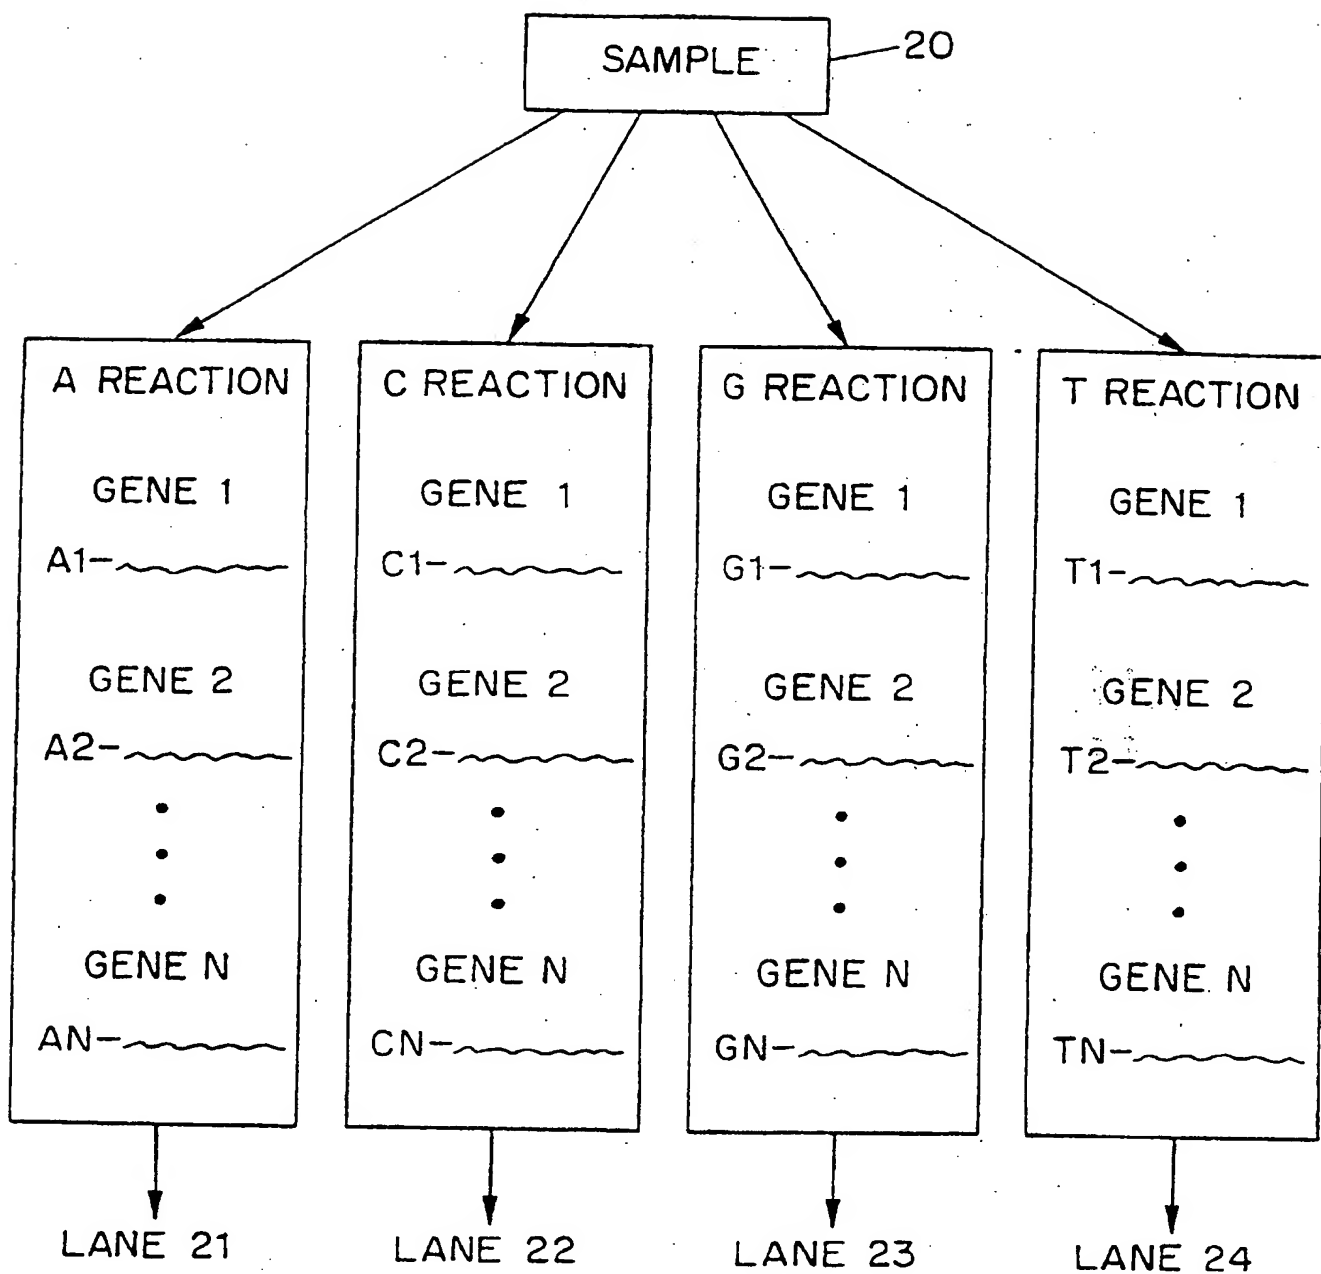 SAMPLE
20
A REACTION
GENE 1
A1-
GENE 2
A2-
GENE N
AN-
LANE 21
C REACTION
GENE 1
C1-
GENE 2
C2-
GENE N
CN-
LANE 22
G REACTION
GENE 1
G1-
GENE 2
G2-
GENE N
GN-
LANE 23
T REACTION
GENE 1
T1-
GENE 2
T2-
GENE N
TN-
LANE 24